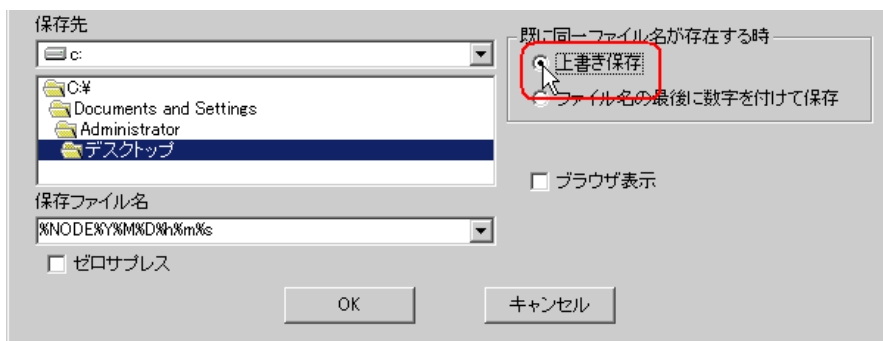 保存先
c:
C:¥
Documents and Settings
Administrator
デスクトップ
保存ファイル名
%NODE%Y%M%D%h%m%s
ゼロサプレス
既に同一ファイル名が存在する時
上書き保存
ファイル名の最後に数字を付けて保存
ブラウザ表示
OK
キャンセル